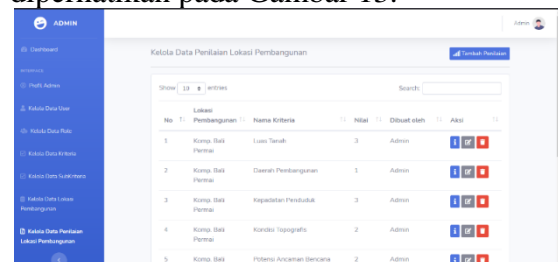 diperhatikan pada Gambar 15.
ADMIN
Admin
Dashboard
Kelola Data Penilaian Lokasi Pembangunan
Tambah Penilaian
INTERFACE
Profil Admin
Show 10 entries
Search:
Kelola Data User
Kelola Data Role
No Lokasi Pembangunan Nama Kriteria Nilai Dibuat oleh Aksi
Kelola Data Kriteria
1 Komp. Bali Permai Luas Tanah 3 Admin
Kelola Data SubKriteria
2 Komp. Bali Permai Daerah Pembangunan 1 Admin
Kelola Data Lokasi Pembangunan
3 Komp. Bali Permai Kepadatan Penduduk 3 Admin
Kelola Data Penilaian Lokasi Pembangunan
4 Komp. Bali Permai Kondisi Topografis 2 Admin
5 Komp. Bali Potensi Ancaman Bencana 2 Admin